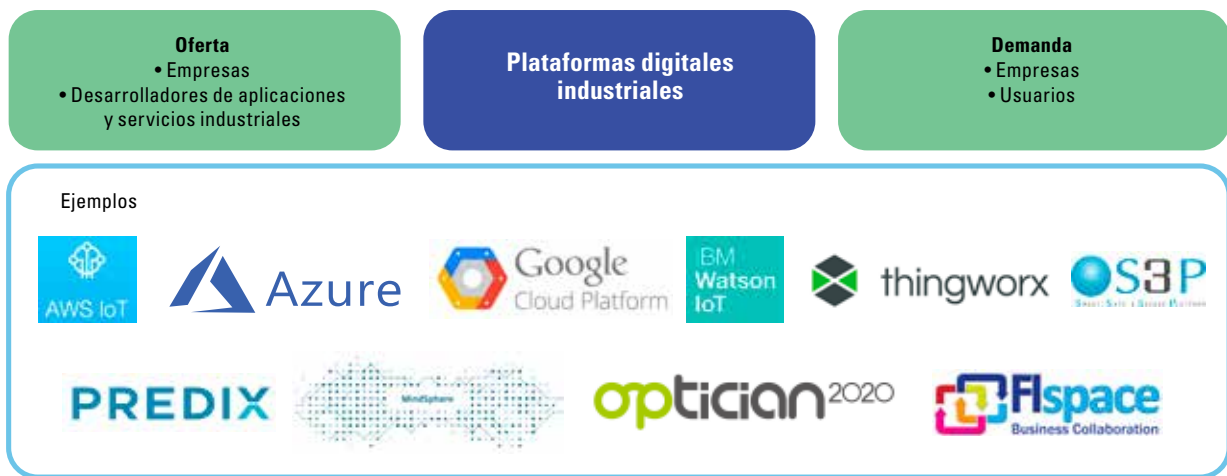 Oferta
• Empresas
• Desarrolladores de aplicaciones
y servicios industriales
Plataformas digitales
industriales
Demanda
• Empresas
• Usuarios
Ejemplos
AWS IoT
Azure
Google
Cloud Platform
BM
Watson
IoT
thingworx
OS3P
PREDIX
MindSphere
optician2020
FIspace
Business Collaboration